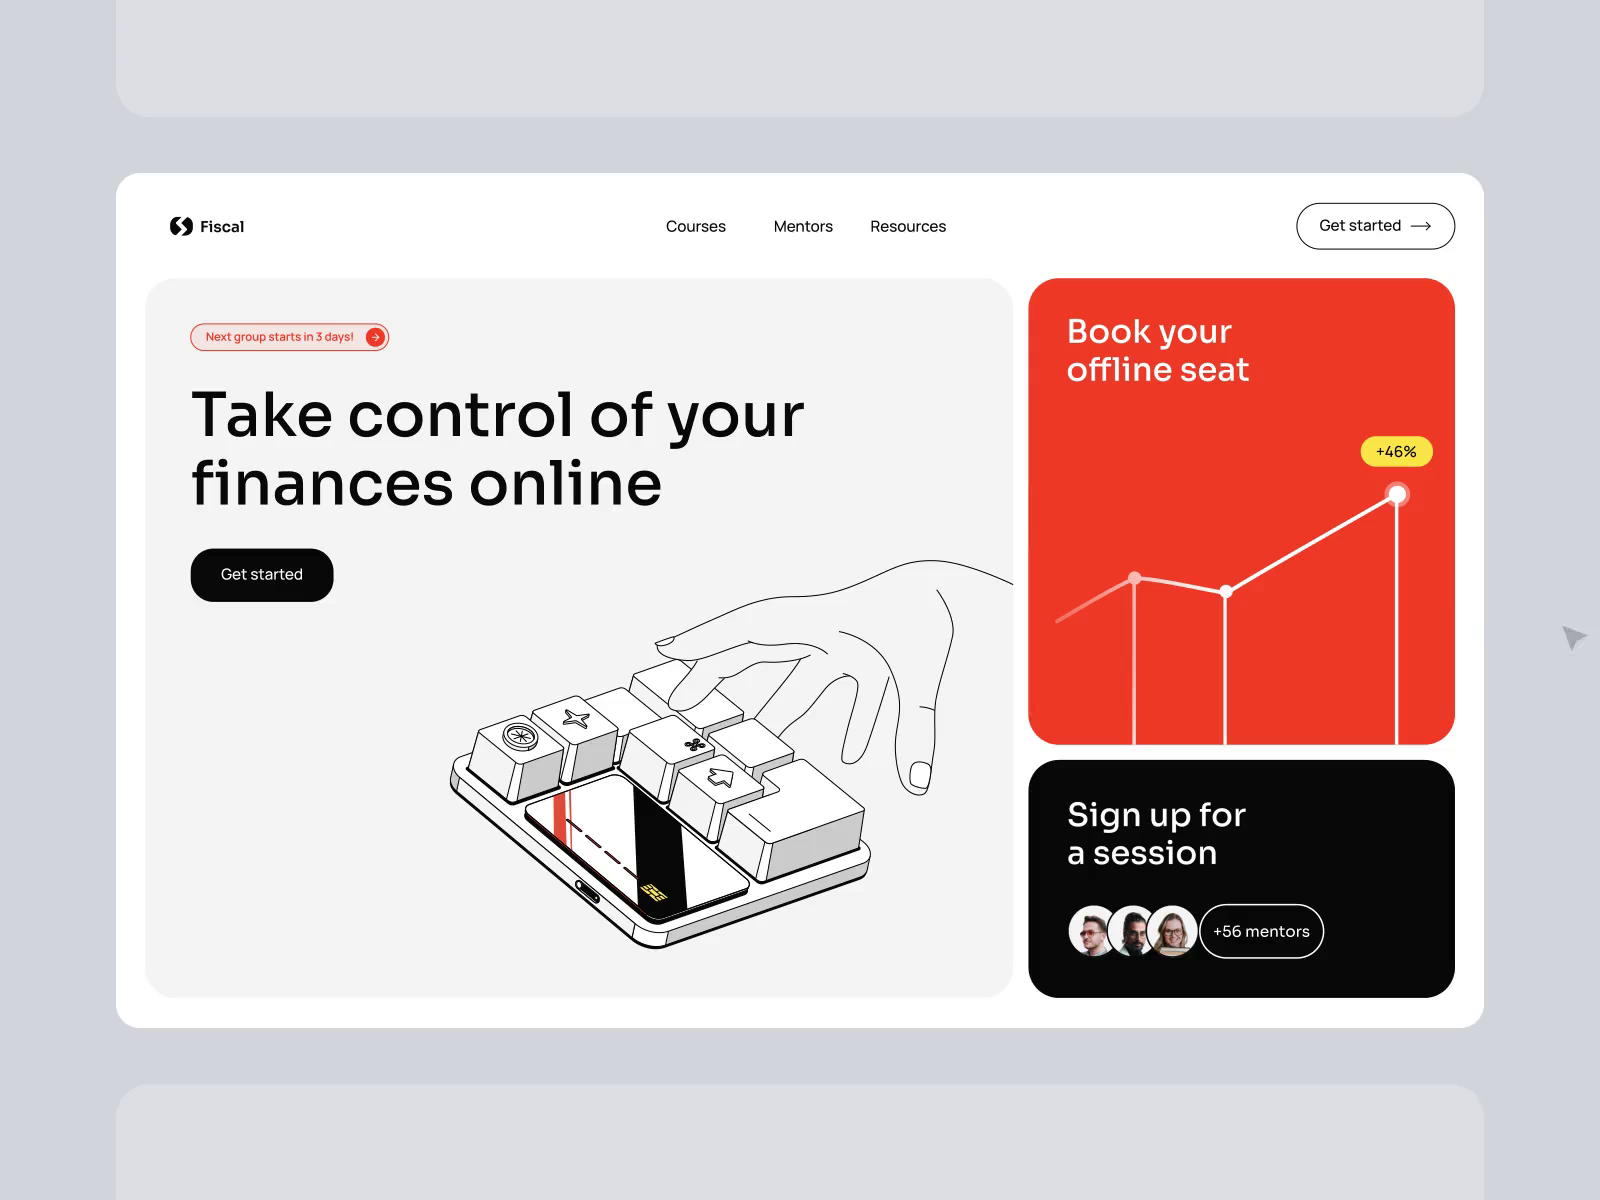 Fiscal
Courses
Mentors
Resources
Get started
Next group starts in 3 days!
Take control of your
finances online
Get started
Book your
offline seat
+46%
Sign up for
a session
+56 mentors